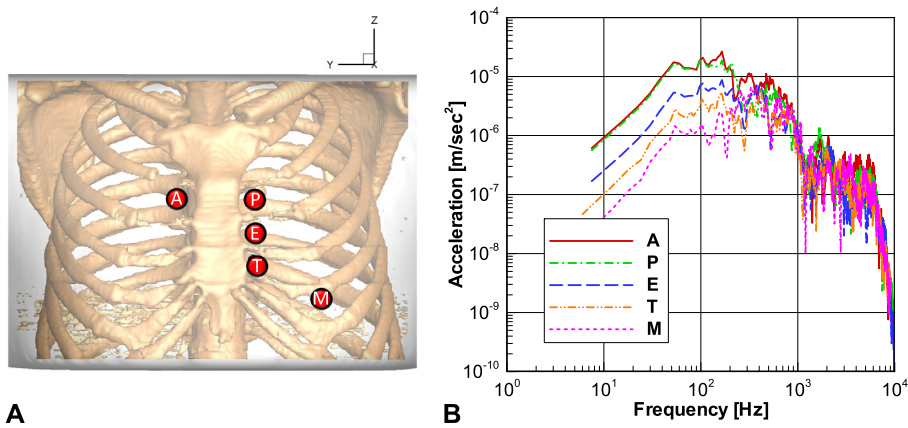 Z
Y
X
A
P
E
T
M
A
B
Acceleration [m/sec²]
10⁻⁴
10⁻⁵
10⁻⁶
10⁻⁷
10⁻⁸
10⁻⁹
10⁻¹⁰
A
P
E
T
M
10⁰ 10¹ 10² 10³ 10⁴
Frequency [Hz]